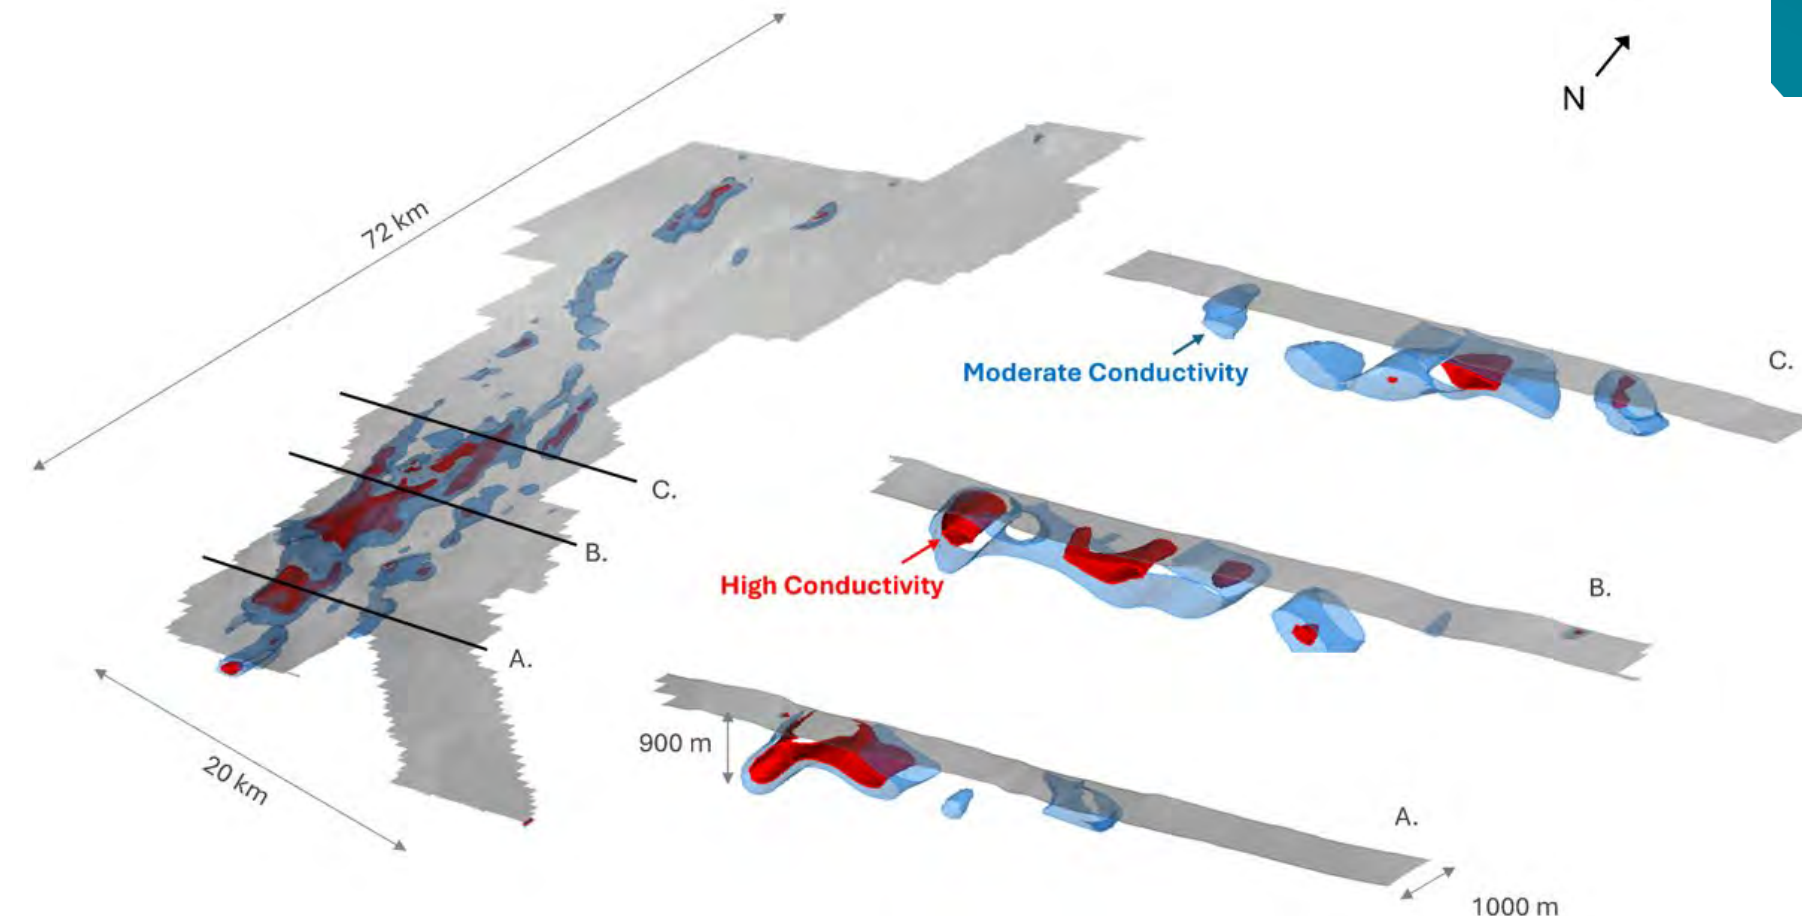 N
72 km
Moderate Conductivity
C.
C.
B.
High Conductivity
B.
A.
900 m
20 km
A.
1000 m